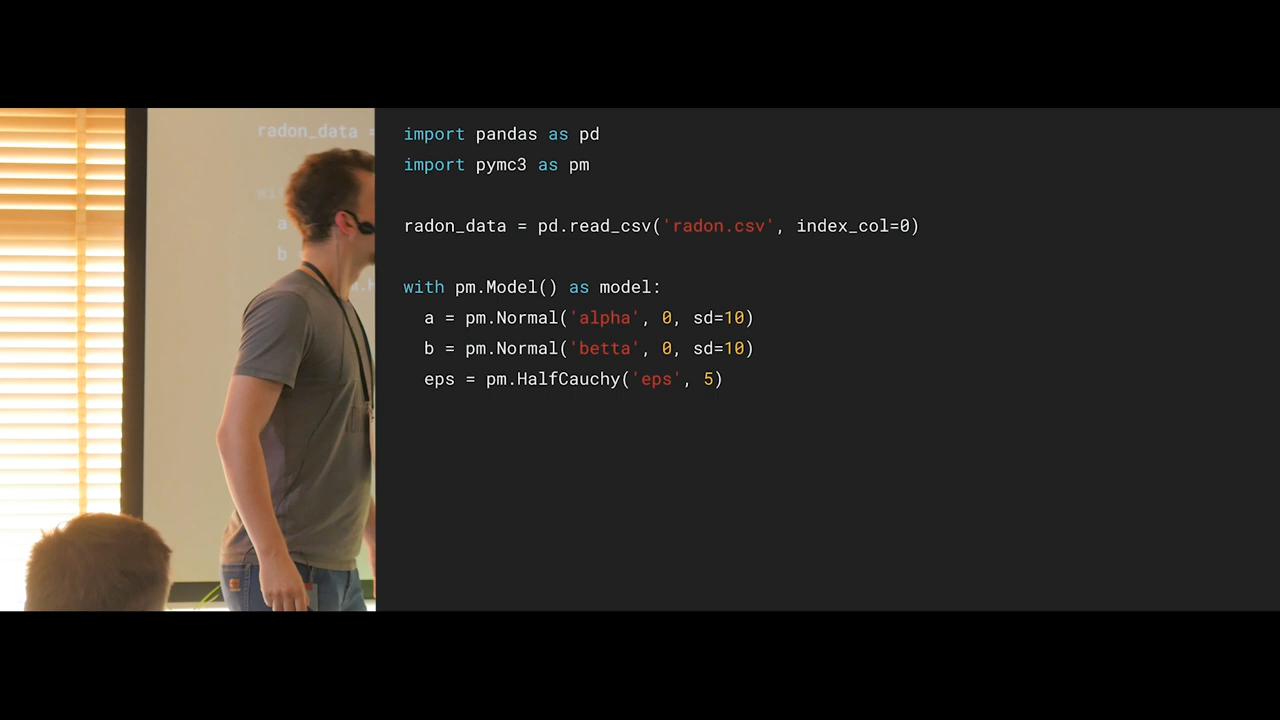 radon_data =
wit
a
b
import pandas as pd
import pymc3 as pm
radon_data = pd.read_csv('radon.csv', index_col=0)
with pm.Model() as model:
a = pm.Normal('alpha', 0, sd=10)
b = pm.Normal('betta', 0, sd=10)
eps = pm.HalfCauchy('eps', 5)